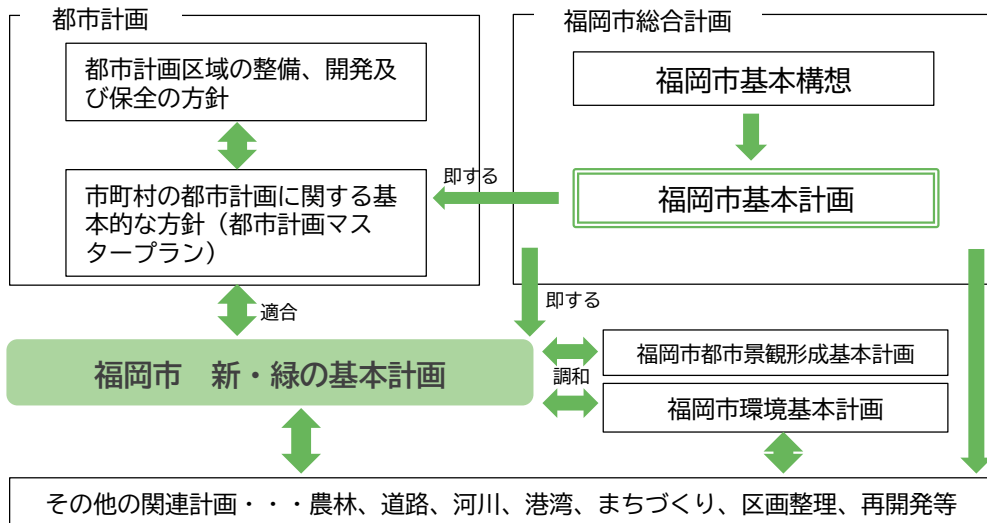 都市計画
都市計画区域の整備、開発及
び保全の方針
市町村の都市計画に関する基
本的な方針（都市計画マス
タープラン）
福岡市総合計画
福岡市基本構想
福岡市基本計画
即する
即する
適合
福岡市　新・緑の基本計画
調和
福岡市都市景観形成基本計画
福岡市環境基本計画
その他の関連計画・・・農林、道路、河川、港湾、まちづくり、区画整理、再開発等